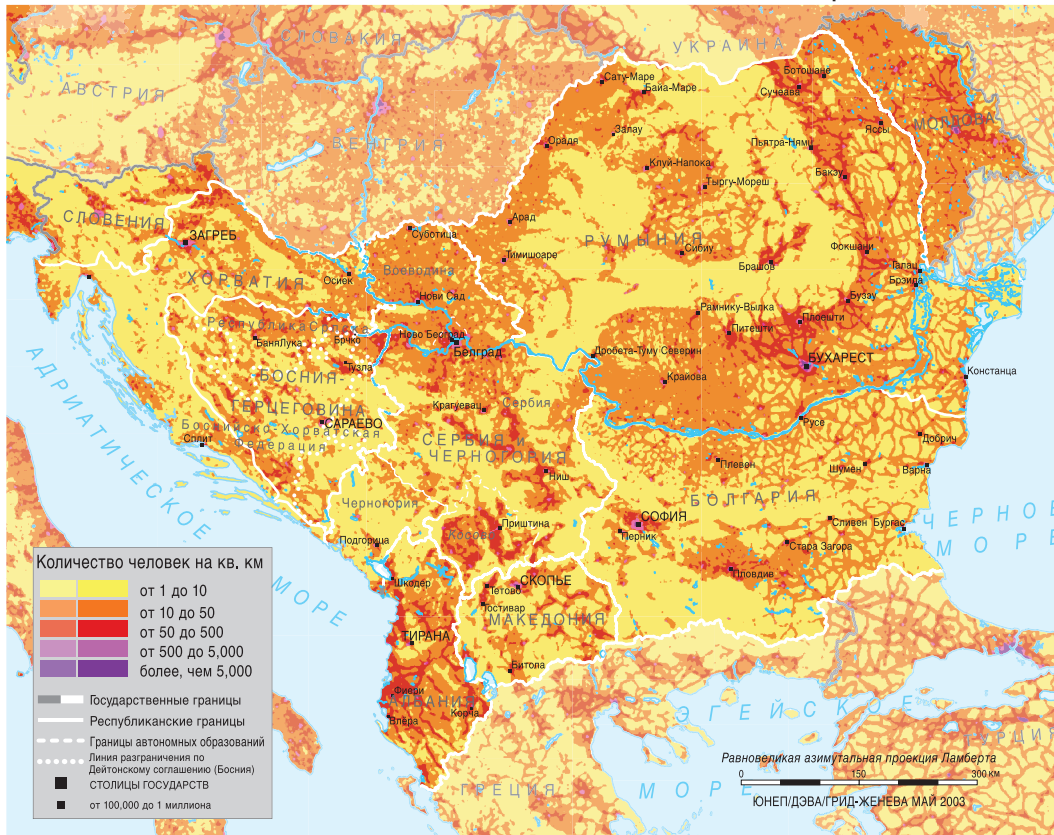 СЛОВАКИЯ
УКРАИНА
АВСТРИЯ
ВЕНГРИЯ
МОЛДОВА
Ботошане
Сату-Маре
Байа-Маре
Сучеава
Залау
Яссы
Орадя
Пьятра-Нямц
Клуй-Напока
Бакэу
Тыргу-Мореш
СЛОВЕНИЯ
Арад
ЗАГРЕБ
Суботица
РУМЫНИЯ
Сибиу
Фокшани
Тимишоаре
Брашов
Галац
Воеводина
ХОРВАТИЯ
Осиек
Брэила
Нови Сад
Бузэу
Рамнику-Вылка
Плоешти
Республика Српска
Питешти
БаняЛука
Брчко
Ново Београд
Белград
БУХАРЕСТ
Дробета-Туму Северин
Тузла
Констанца
БОСНИЯ-
ГЕРЦЕГОВИНА
Крайова
Крагуевац
Сербия
САРАЕВО
Боснийско-Хорватская
Федерация
Русе
Сплит
СЕРВИЯ и
ЧЕРНОГОРИЯ
Добрич
Плевен
Шумен
Варна
Ниш
БОЛГАРИЯ
Черногория
СОФИЯ
Сливен
Бургас
ЧЕРНОЕ
МОРЕ
Приштина
Косово
Перник
Подгорица
Стара Загора
Пловдив
АДРИАТИЧЕСКОЕ
МОРЕ
Шкодер
Тетово
СКОПЬЕ
Гостивар
МАКЕДОНИЯ
ТИРАНА
Битола
Фиери
АЛБАНИЯ
Влёра
Корча
ЭГЕЙСКОЕ
МОРЕ
ТУРЦИЯ
ГРЕЦИЯ
Количество человек на кв. км
от 1 до 10
от 10 до 50
от 50 до 500
от 500 до 5,000
более, чем 5,000
Государственные границы
Республиканские границы
Границы автономных образований
Линия разграничения по
Дейтонскому соглашению (Босния)
СТОЛИЦЫ ГОСУДАРСТВ
от 100,000 до 1 миллиона
Равновеликая азимутальная проекция Ламберта
0 150 300 км
ЮНЕП/ДЭВА/ГРИД-ЖЕНЕВА МАЙ 2003